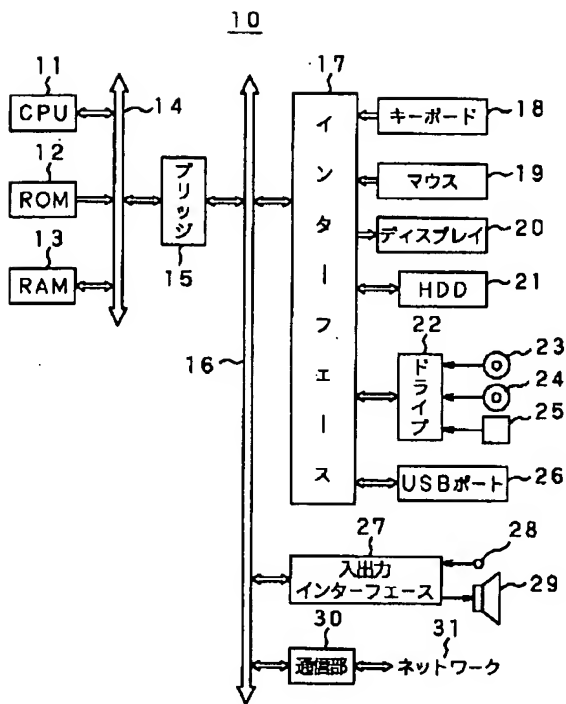 10
11
CPU
14
12
ROM
13
RAM
ブリッジ
15
16
17
インターフェース
キーボード
18
マウス
19
ディスプレイ
20
HDD
21
22
ドライブ
23
24
25
USBポート
26
27
入出力
インターフェース
28
29
30
通信部
31
ネットワーク